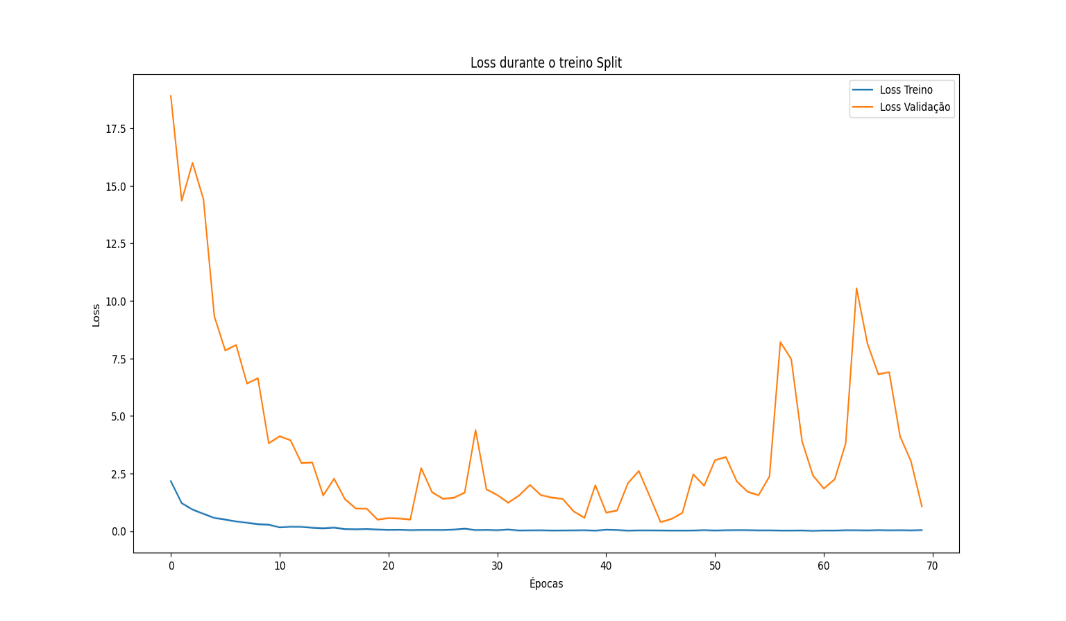 Loss durante o treino Split
Loss Treino
Loss Validação
17.5
15.0
12.5
10.0
7.5
5.0
2.5
0.0
Loss
0 10 20 30 40 50 60 70
Épocas